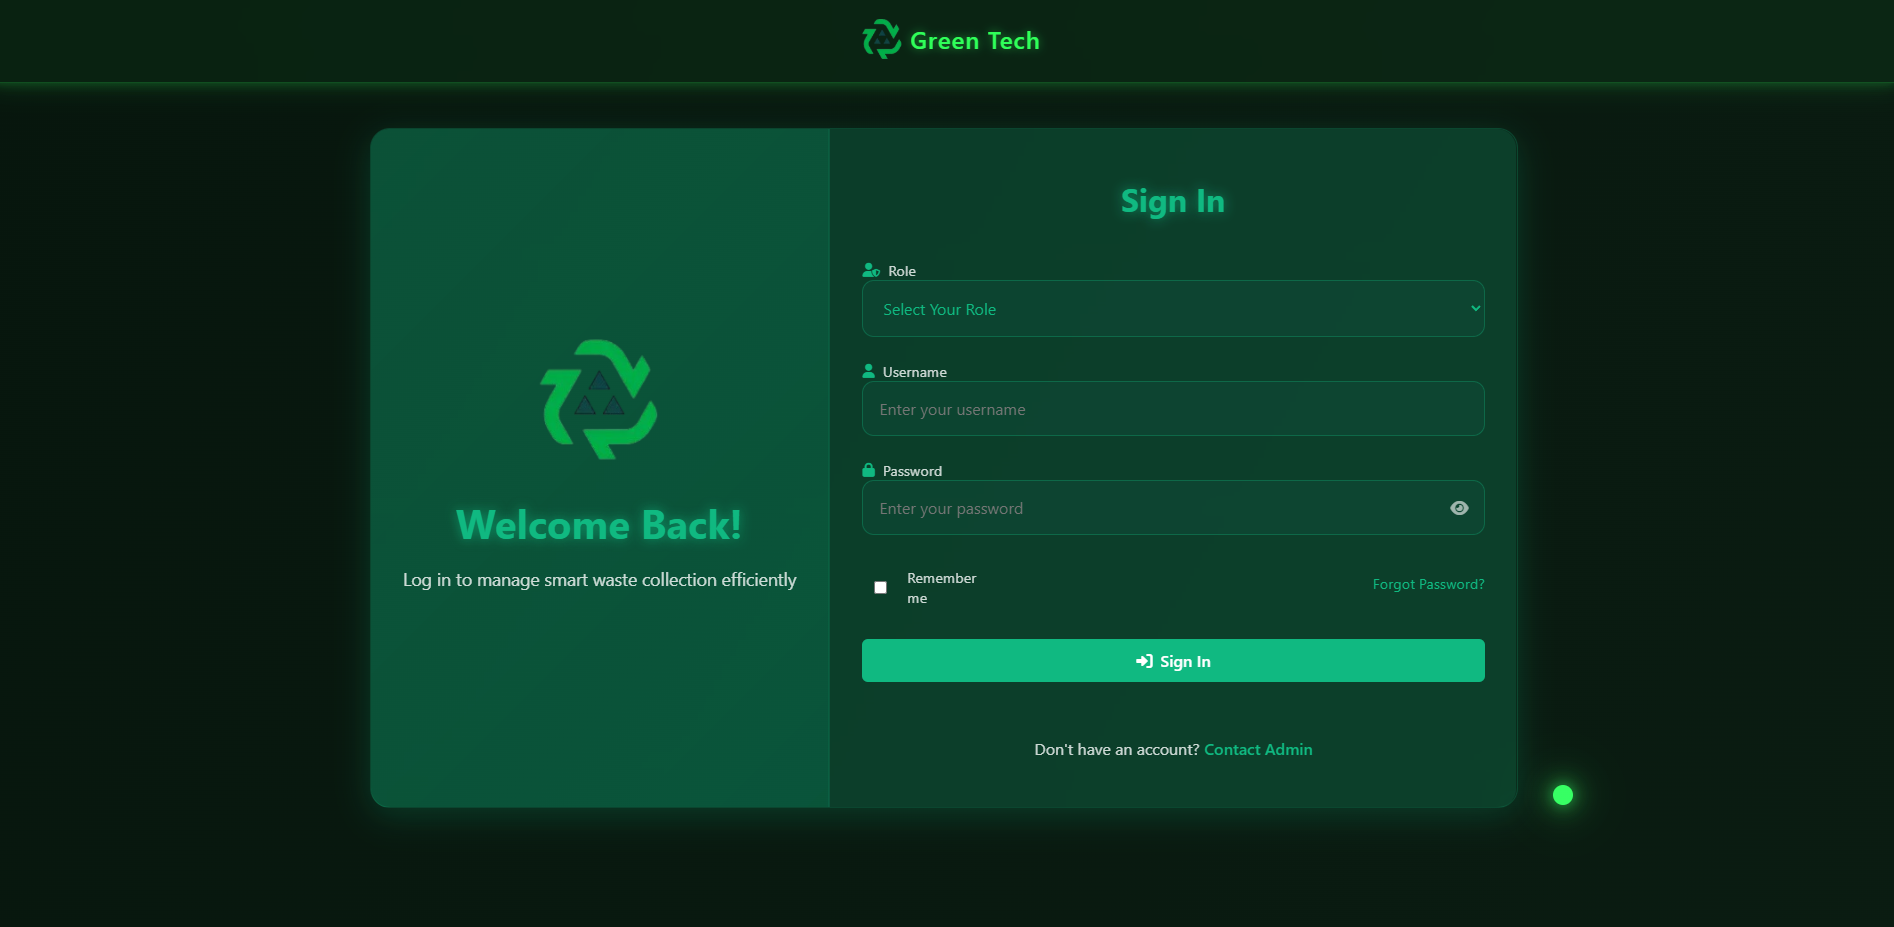 Green Tech
Welcome Back!
Log in to manage smart waste collection efficiently
Sign In
Role
Select Your Role
Username
Enter your username
Password
Enter your password
Remember
me
Forgot Password?
Sign In
Don't have an account? Contact Admin